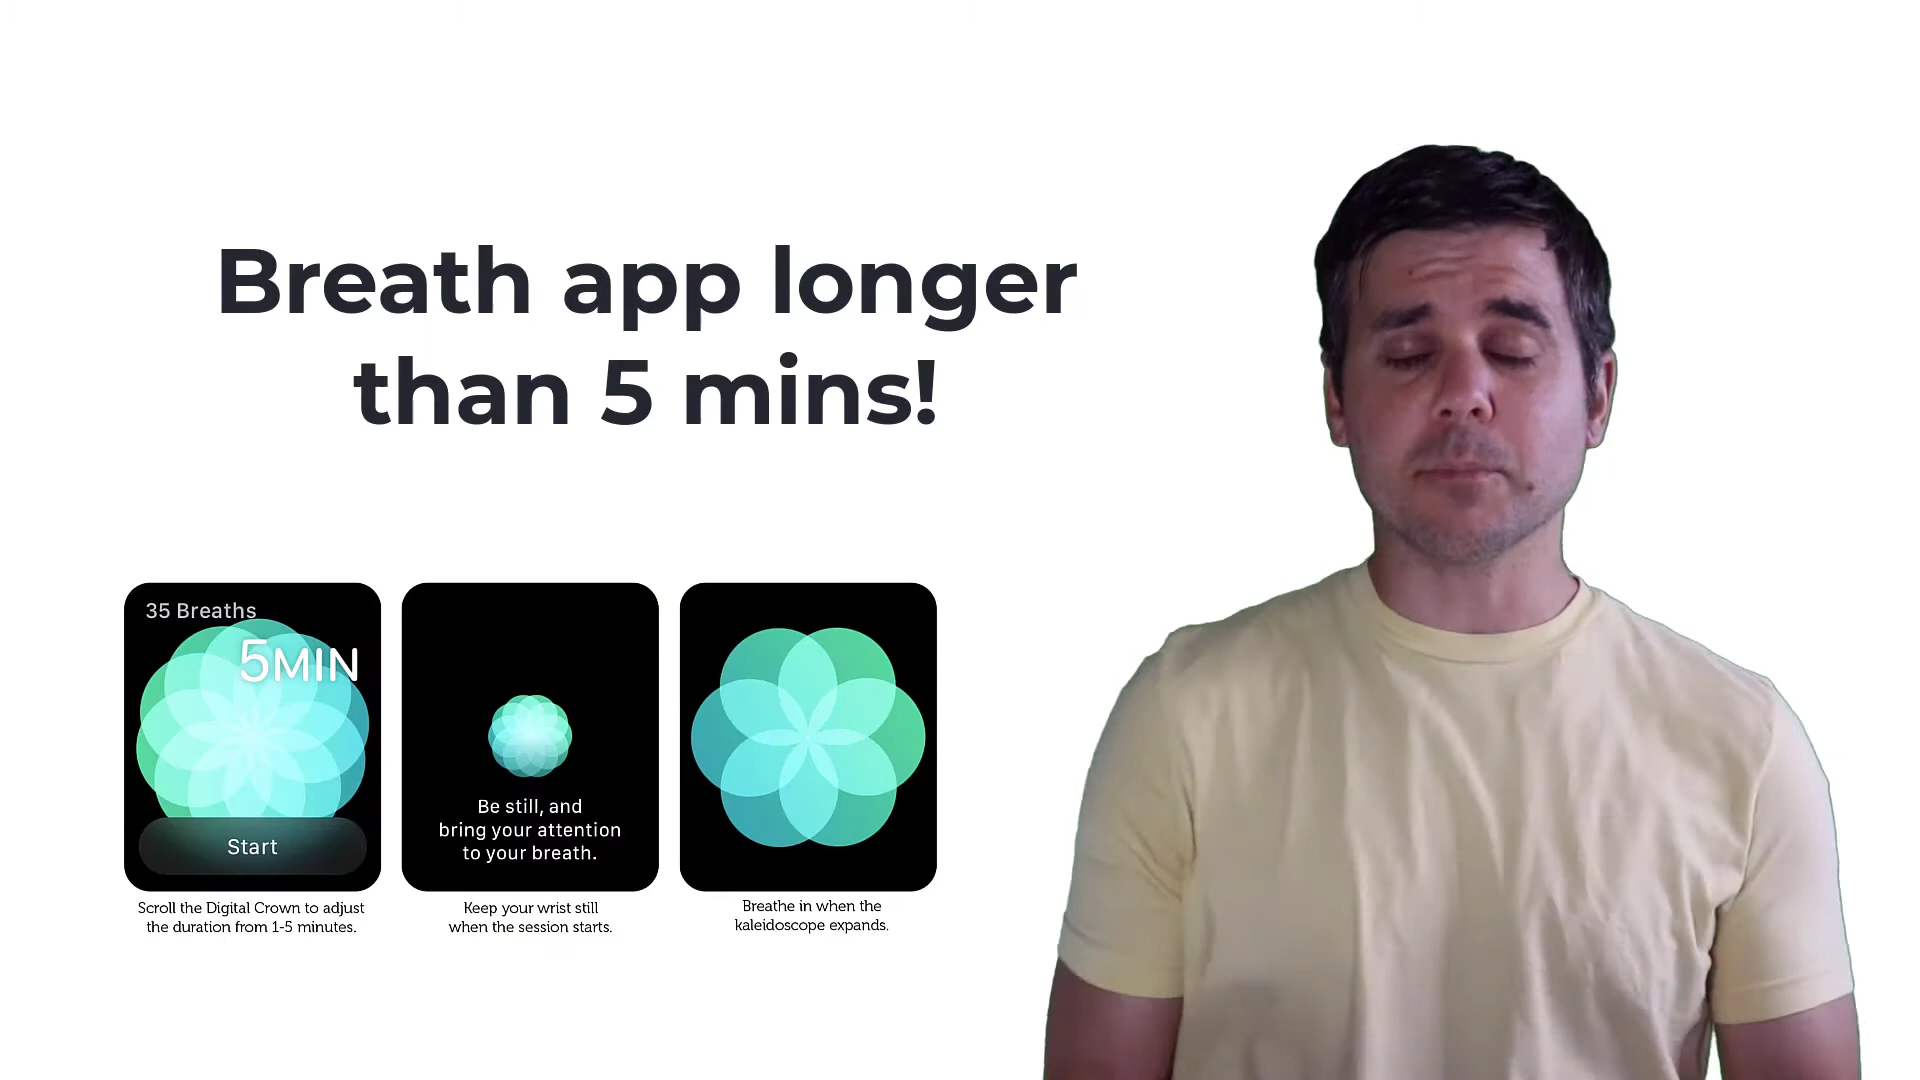 Breath app longer
than 5 mins!
35 Breaths
5MIN
Start
Scroll the Digital Crown to adjust
the duration from 1-5 minutes.
Be still, and
bring your attention
to your breath.
Keep your wrist still
when the session starts.
Breathe in when the
kaleidoscope expands.